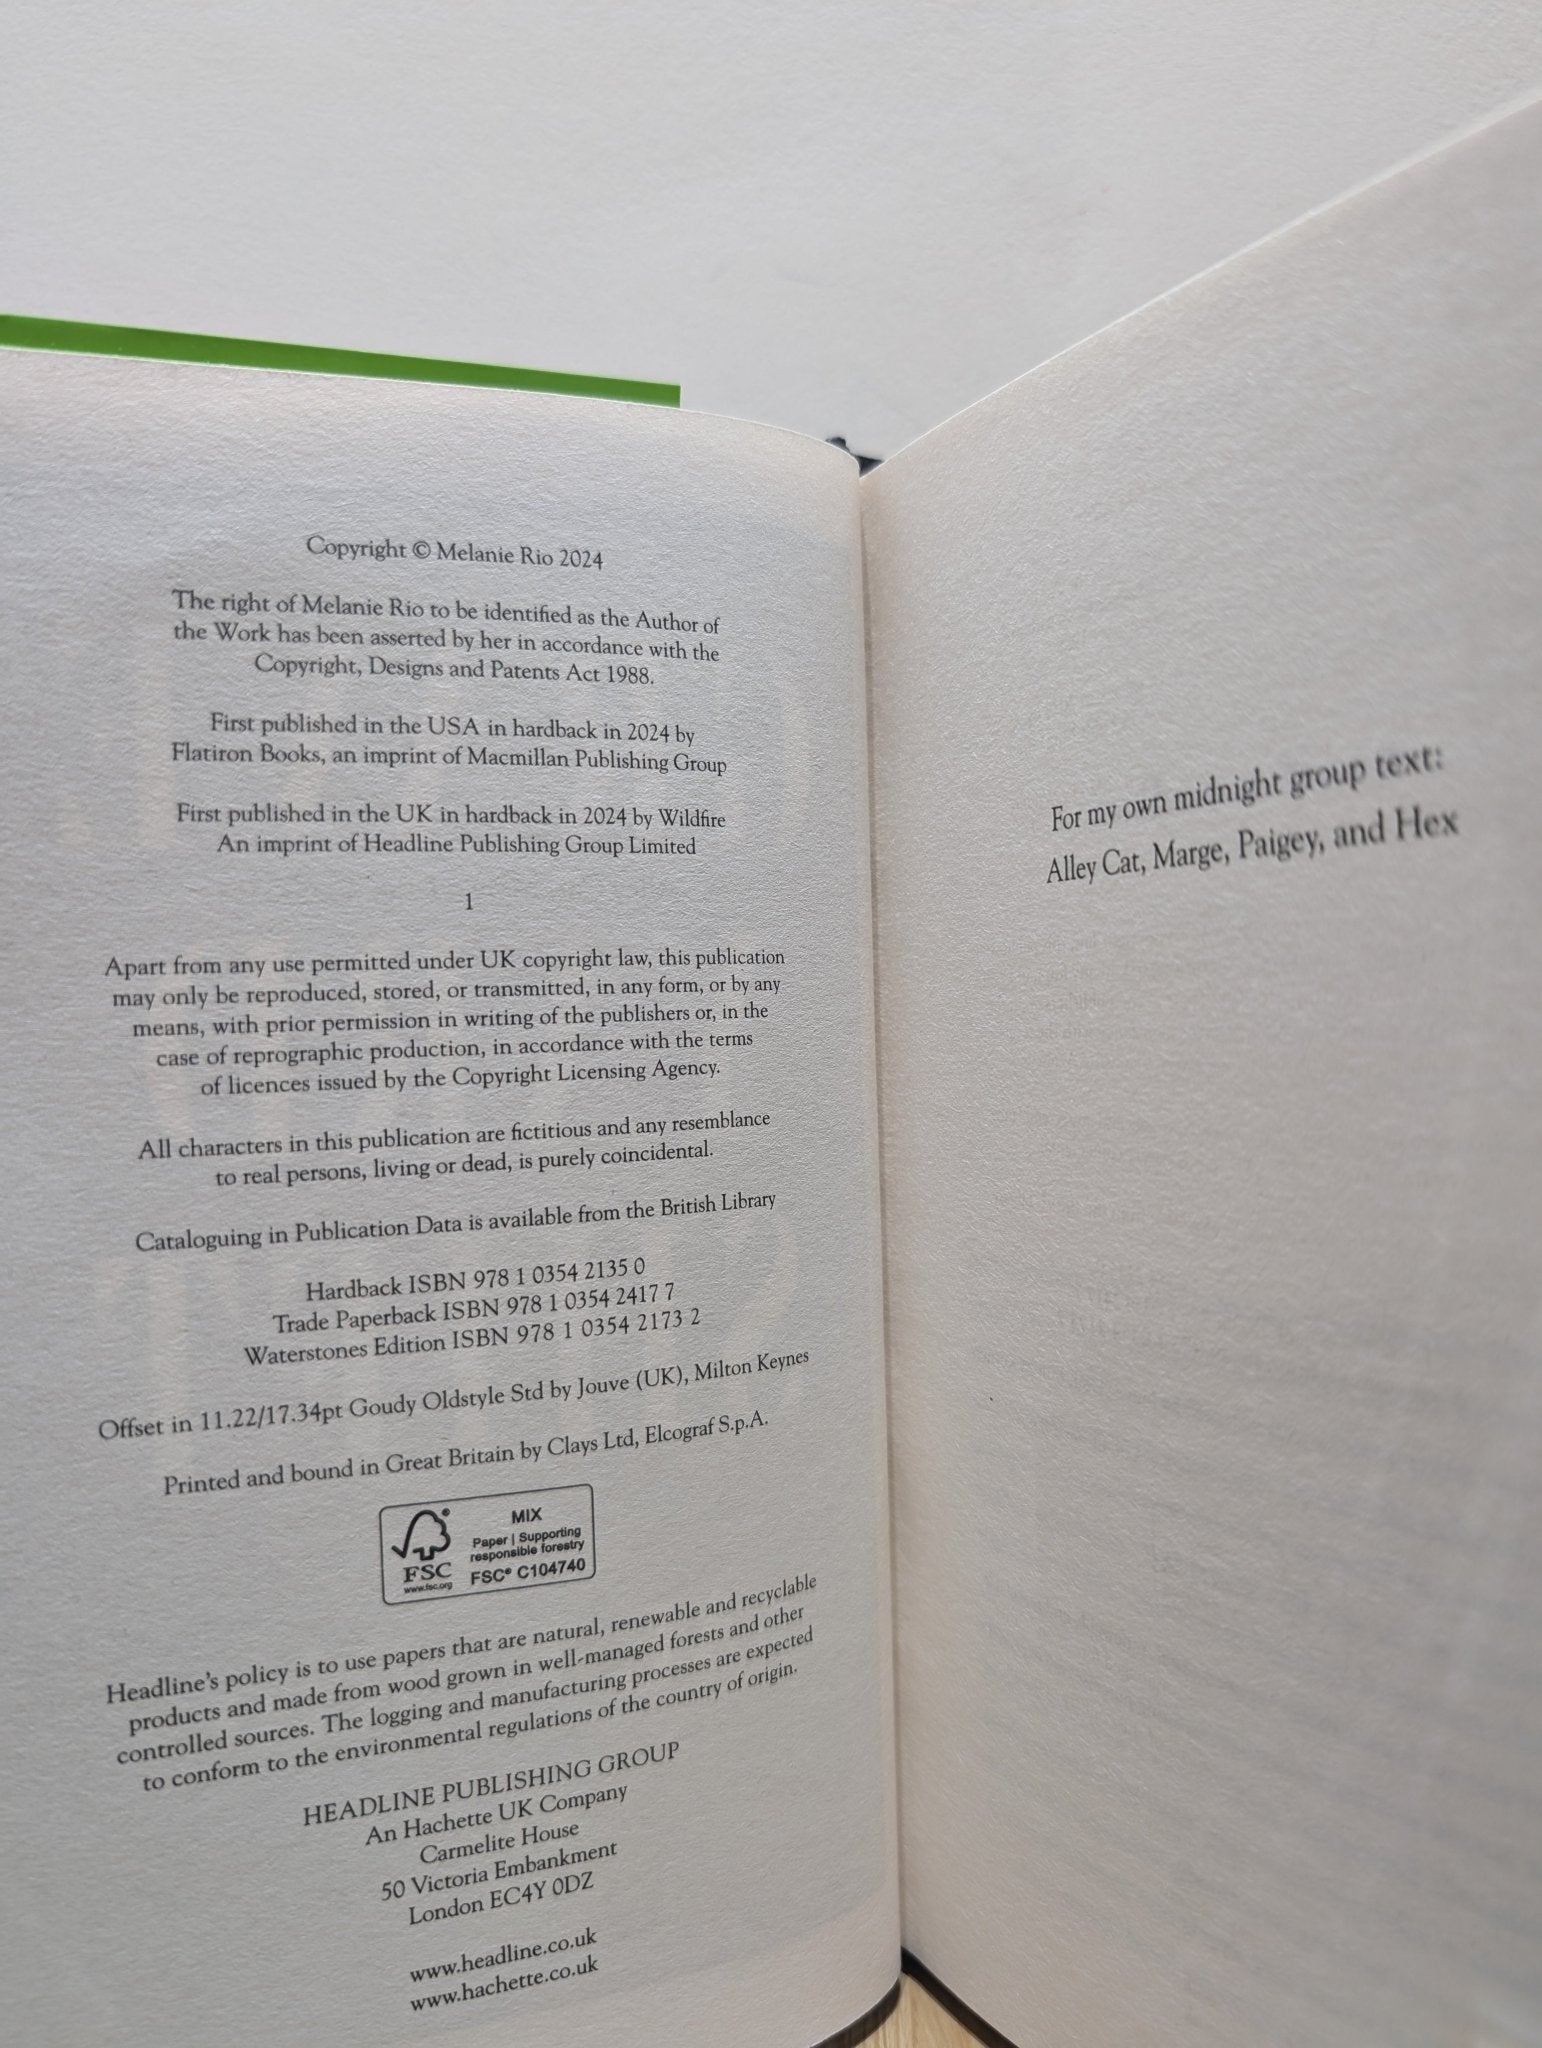 Copyright © Melanie Rio 2024
The right of Melanie Rio to be identified as the Author of
the Work has been asserted by her in accordance with the
Copyright, Designs and Patents Act 1988.
First published in the USA in hardback in 2024 by
Flatiron Books, an imprint of Macmillan Publishing Group
First published in the UK in hardback in 2024 by Wildfire
An imprint of Headline Publishing Group Limited
1
Apart from any use permitted under UK copyright law, this publication
may only be reproduced, stored, or transmitted, in any form, or by any
means, with prior permission in writing of the publishers or, in the
case of reprographic production, in accordance with the terms
of licences issued by the Copyright Licensing Agency.
All characters in this publication are fictitious and any resemblance
to real persons, living or dead, is purely coincidental.
Cataloguing in Publication Data is available from the British Library
Hardback ISBN 978 1 0354 2135 0
Trade Paperback ISBN 978 1 0354 2417 7
Waterstones Edition ISBN 978 1 0354 2173 2
Offset in 11.22/17.34pt Goudy Oldstyle Std by Jouve (UK), Milton Keynes
Printed and bound in Great Britain by Clays Ltd, Elcograf S.p.A.
FSC
www.fsc.org
MIX
Paper | Supporting
responsible forestry
FSC® C104740
Headline's policy is to use papers that are natural, renewable and recyclable
products and made from wood grown in well-managed forests and other
controlled sources. The logging and manufacturing processes are expected
to conform to the environmental regulations of the country of origin.
HEADLINE PUBLISHING GROUP
An Hachette UK Company
Carmelite House
50 Victoria Embankment
London EC4Y 0DZ
www.headline.co.uk
www.hachette.co.uk
For my own midnight group text:
Alley Cat, Marge, Paigey, and Hex